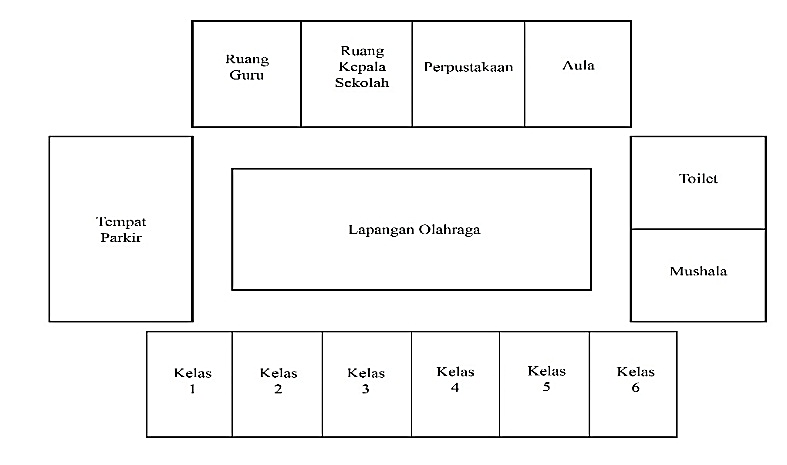 Ruang
Guru
Ruang
Kepala
Sekolah
Perpustakaan
Aula
Tempat
Parkir
Lapangan Olahraga
Toilet
Mushala
Kelas
1
Kelas
2
Kelas
3
Kelas
4
Kelas
5
Kelas
6